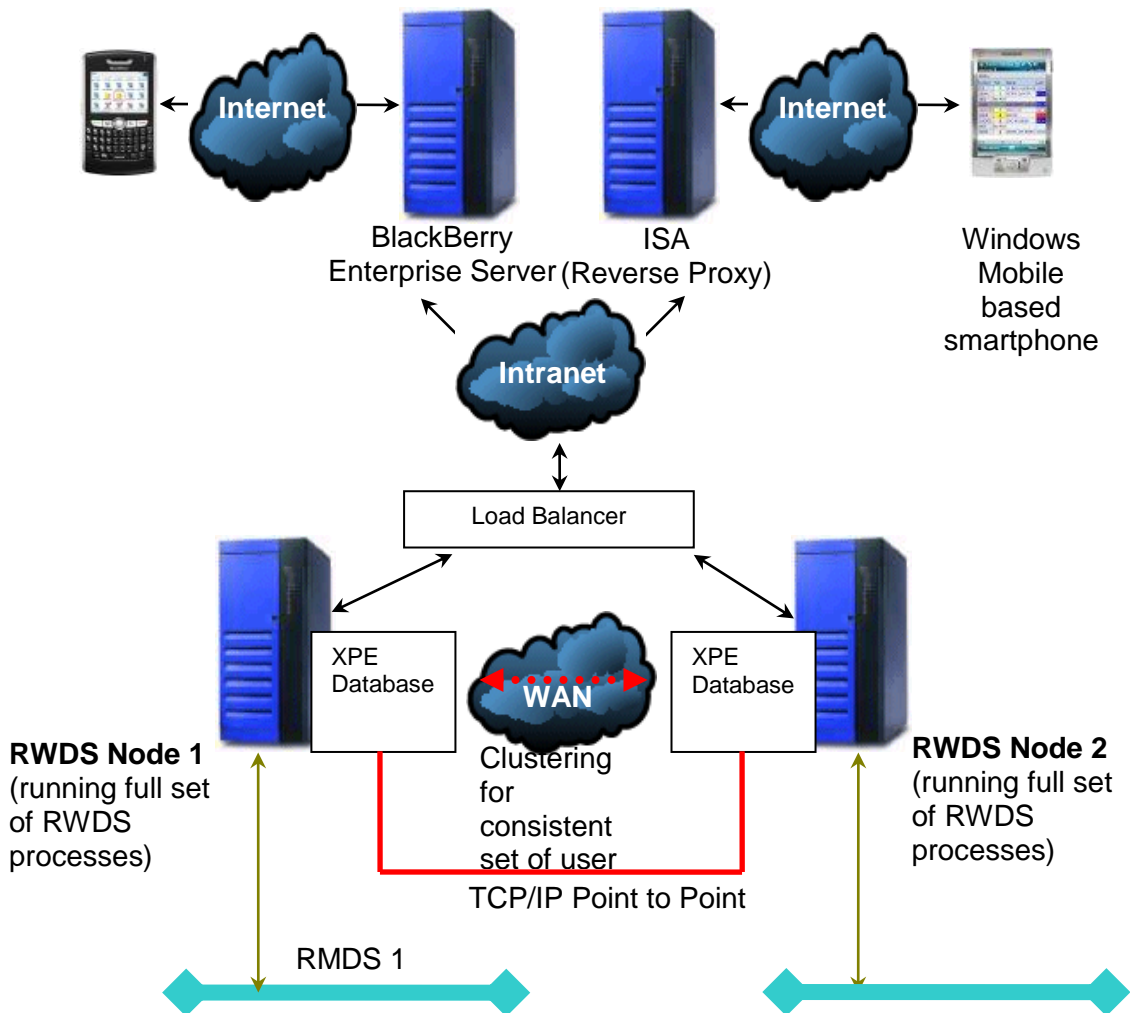 Internet
Internet
BlackBerry
Enterprise Server
ISA
(Reverse Proxy)
Windows
Mobile
based
smartphone
Intranet
Load Balancer
XPE
Database
WAN
XPE
Database
RWDS Node 1
(running full set
of RWDS
processes)
Clustering
for
consistent
set of user
RWDS Node 2
(running full set
of RWDS
processes)
TCP/IP Point to Point
RMDS 1